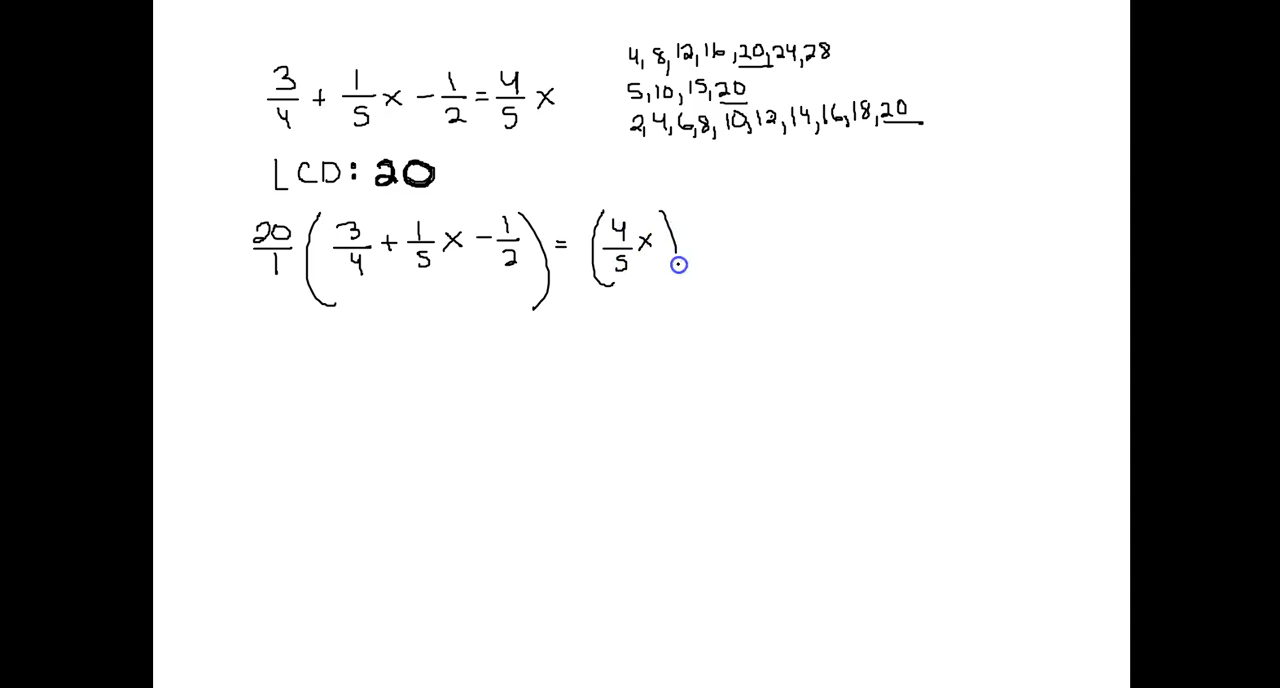 3/4 + 1/5 x - 1/2 = 4/5 x
4, 8, 12, 16, 20, 24, 28
5, 10, 15, 20
2, 4, 6, 8, 10, 12, 14, 16, 18, 20
LCD: 20
20/1 ( 3/4 + 1/5 x - 1/2 ) = ( 4/5 x )